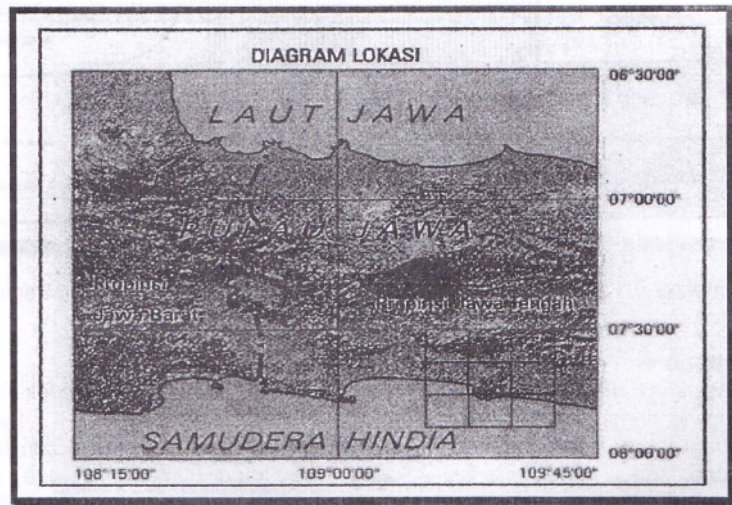 DIAGRAM LOKASI
06°30'00"
LAUT JAWA
07°00'00"
PULAU JAWA
Propinsi
Jawa Barat
Propinsi Jawa Tengah
07°30'00"
SAMUDERA HINDIA
08°00'00"
108°15'00" 109°00'00" 109°45'00"